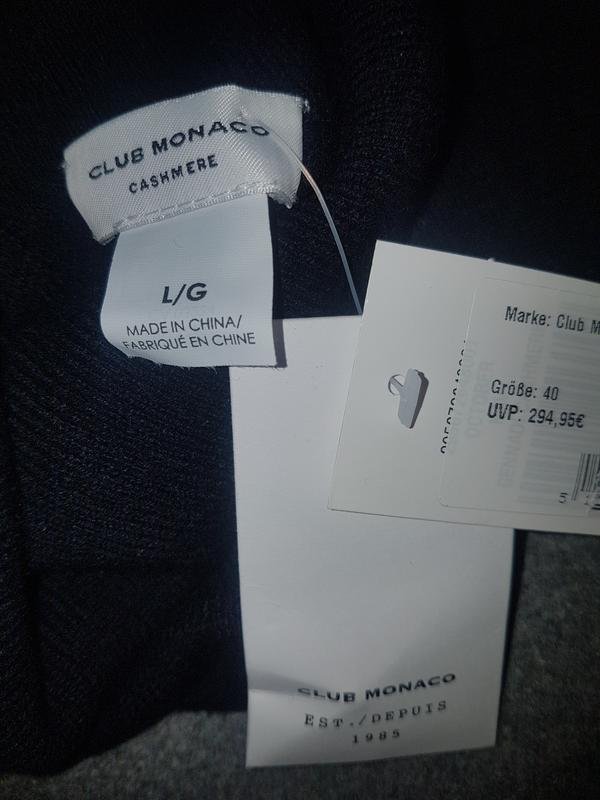 CLUB MONACO
CASHMERE
L/G
MADE IN CHINA/
FABRIQUÉ EN CHINE
Marke: Club M
Größe: 40
UVP: 294,95€
CLUB MONACO
EST./DEPUIS
1985